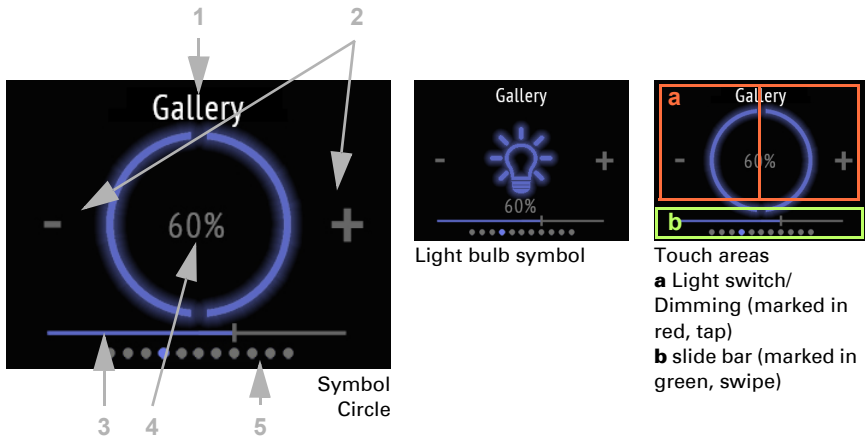 1
2
Gallery
-
+
60%
3
4
5
Symbol
Circle
Gallery
-
+
60%
Light bulb symbol
a
Gallery
-
+
60%
b
Touch areas
a Light switch/
Dimming (marked in
red, tap)
b slide bar (marked in
green, swipe)